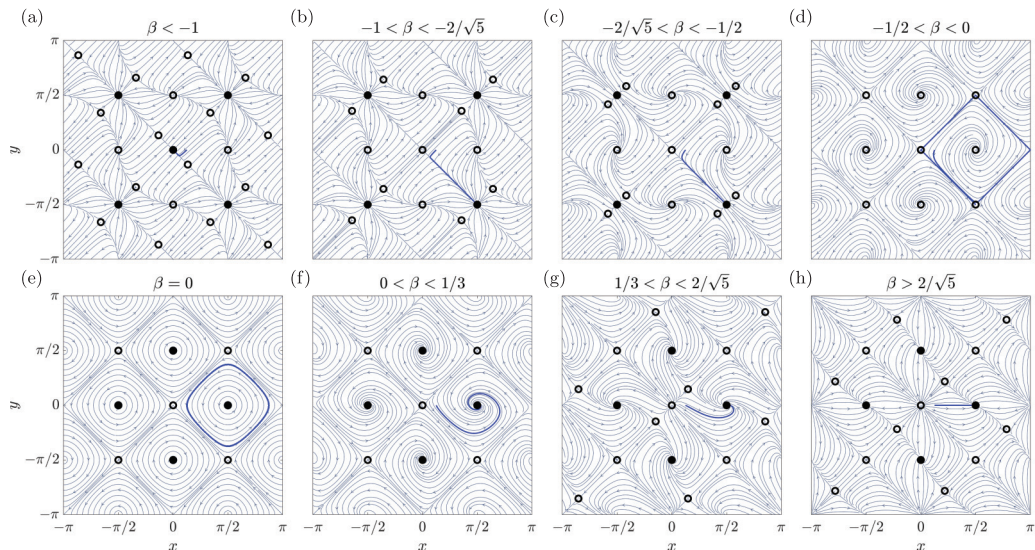 (a) β < −1
(b) −1 < β < −2/√5
(c) −2/√5 < β < −1/2
(d) −1/2 < β < 0
π
π/2
y 0
−π/2
−π
(e) β = 0
(f) 0 < β < 1/3
(g) 1/3 < β < 2/√5
(h) β > 2/√5
π
π/2
y 0
−π/2
−π
−π −π/2 0 π/2 π
−π −π/2 0 π/2 π
−π −π/2 0 π/2 π
−π −π/2 0 π/2 π
x x x x